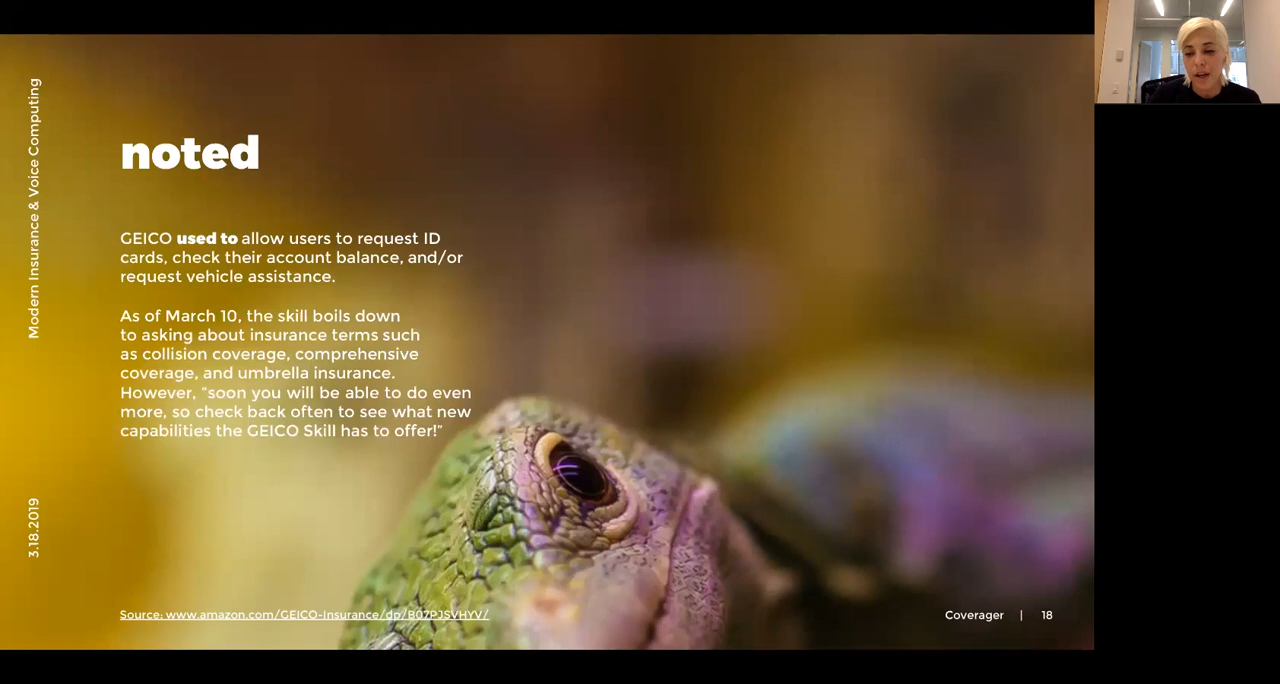 Modern Insurance & Voice Computing
3.18.2019
noted
GEICO used to allow users to request ID
cards, check their account balance, and/or
request vehicle assistance.
As of March 10, the skill boils down
to asking about insurance terms such
as collision coverage, comprehensive
coverage, and umbrella insurance.
However, “soon you will be able to do even
more, so check back often to see what new
capabilities the GEICO Skill has to offer!”
Source: www.amazon.com/GEICO-Insurance/dp/B07PJSVHYV/
Coverager | 18